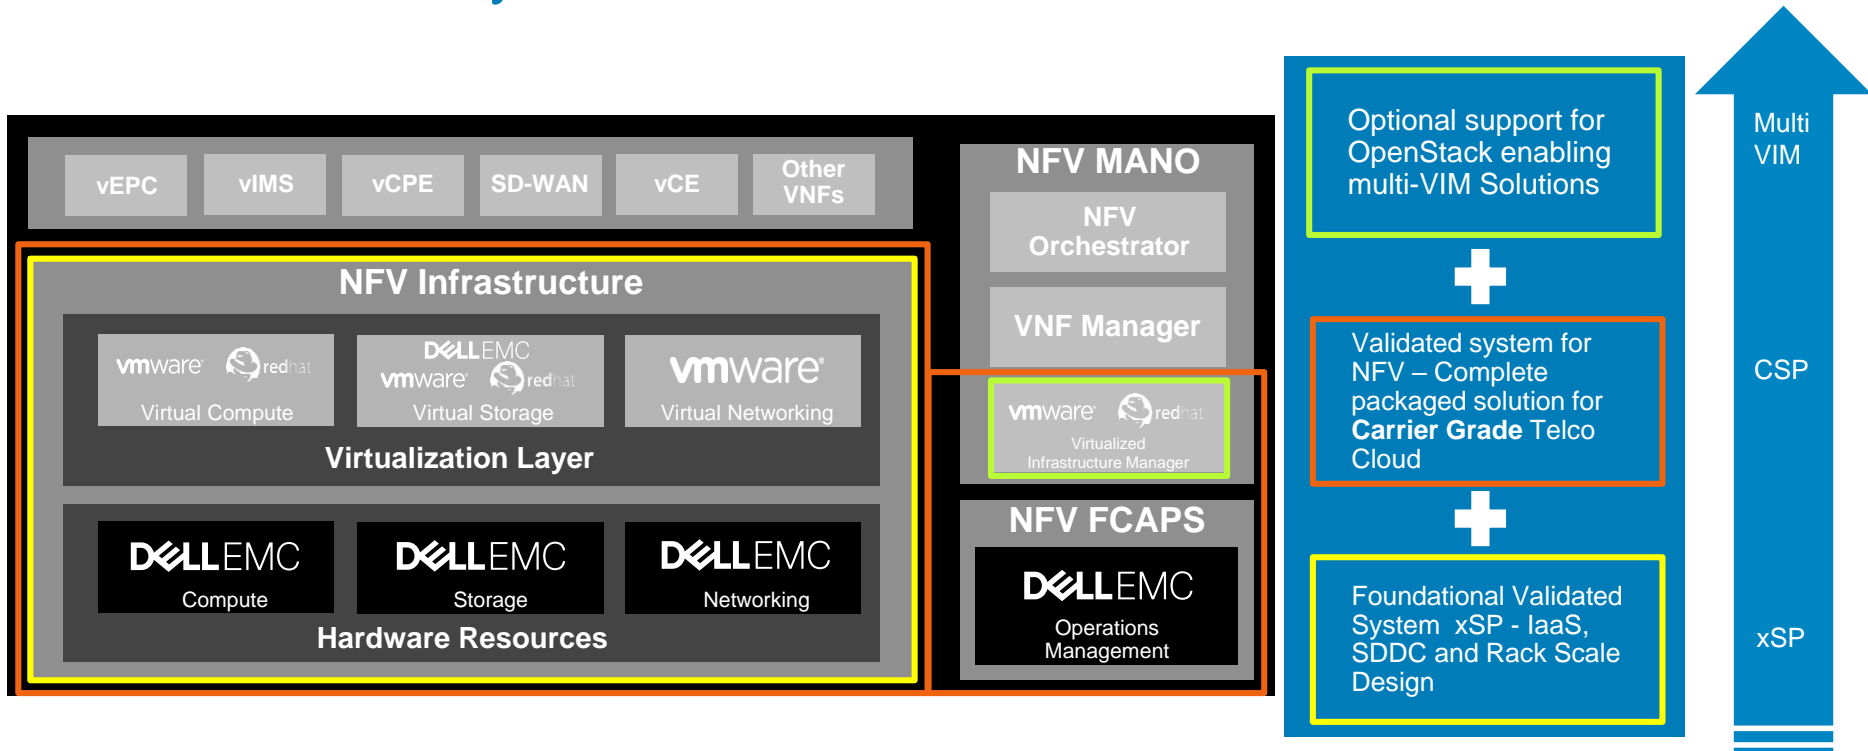 vEPC
vIMS
vCPE
SD-WAN
vCE
Other
VNFs
NFV Infrastructure
vmware®
redhat
Virtual Compute
DELLEMC
vmware®
redhat
Virtual Storage
vmware®
Virtual Networking
Virtualization Layer
DELLEMC
Compute
DELLEMC
Storage
DELLEMC
Networking
Hardware Resources
NFV MANO
NFV
Orchestrator
VNF Manager
vmware®
redhat
Virtualized
Infrastructure Manager
NFV FCAPS
DELLEMC
Operations
Management
Optional support for
OpenStack enabling
multi-VIM Solutions
Validated system for
NFV – Complete
packaged solution for
Carrier Grade Telco
Cloud
Foundational Validated
System xSP - IaaS,
SDDC and Rack Scale
Design
Multi
VIM
CSP
xSP